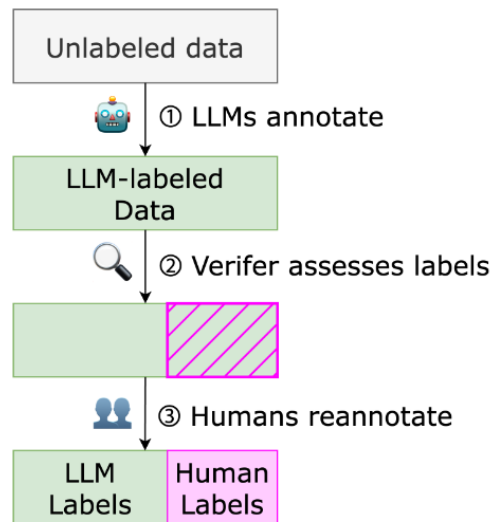 Unlabeled data
① LLMs annotate
LLM-labeled
Data
② Verifer assesses labels
③ Humans reannotate
LLM
Labels
Human
Labels